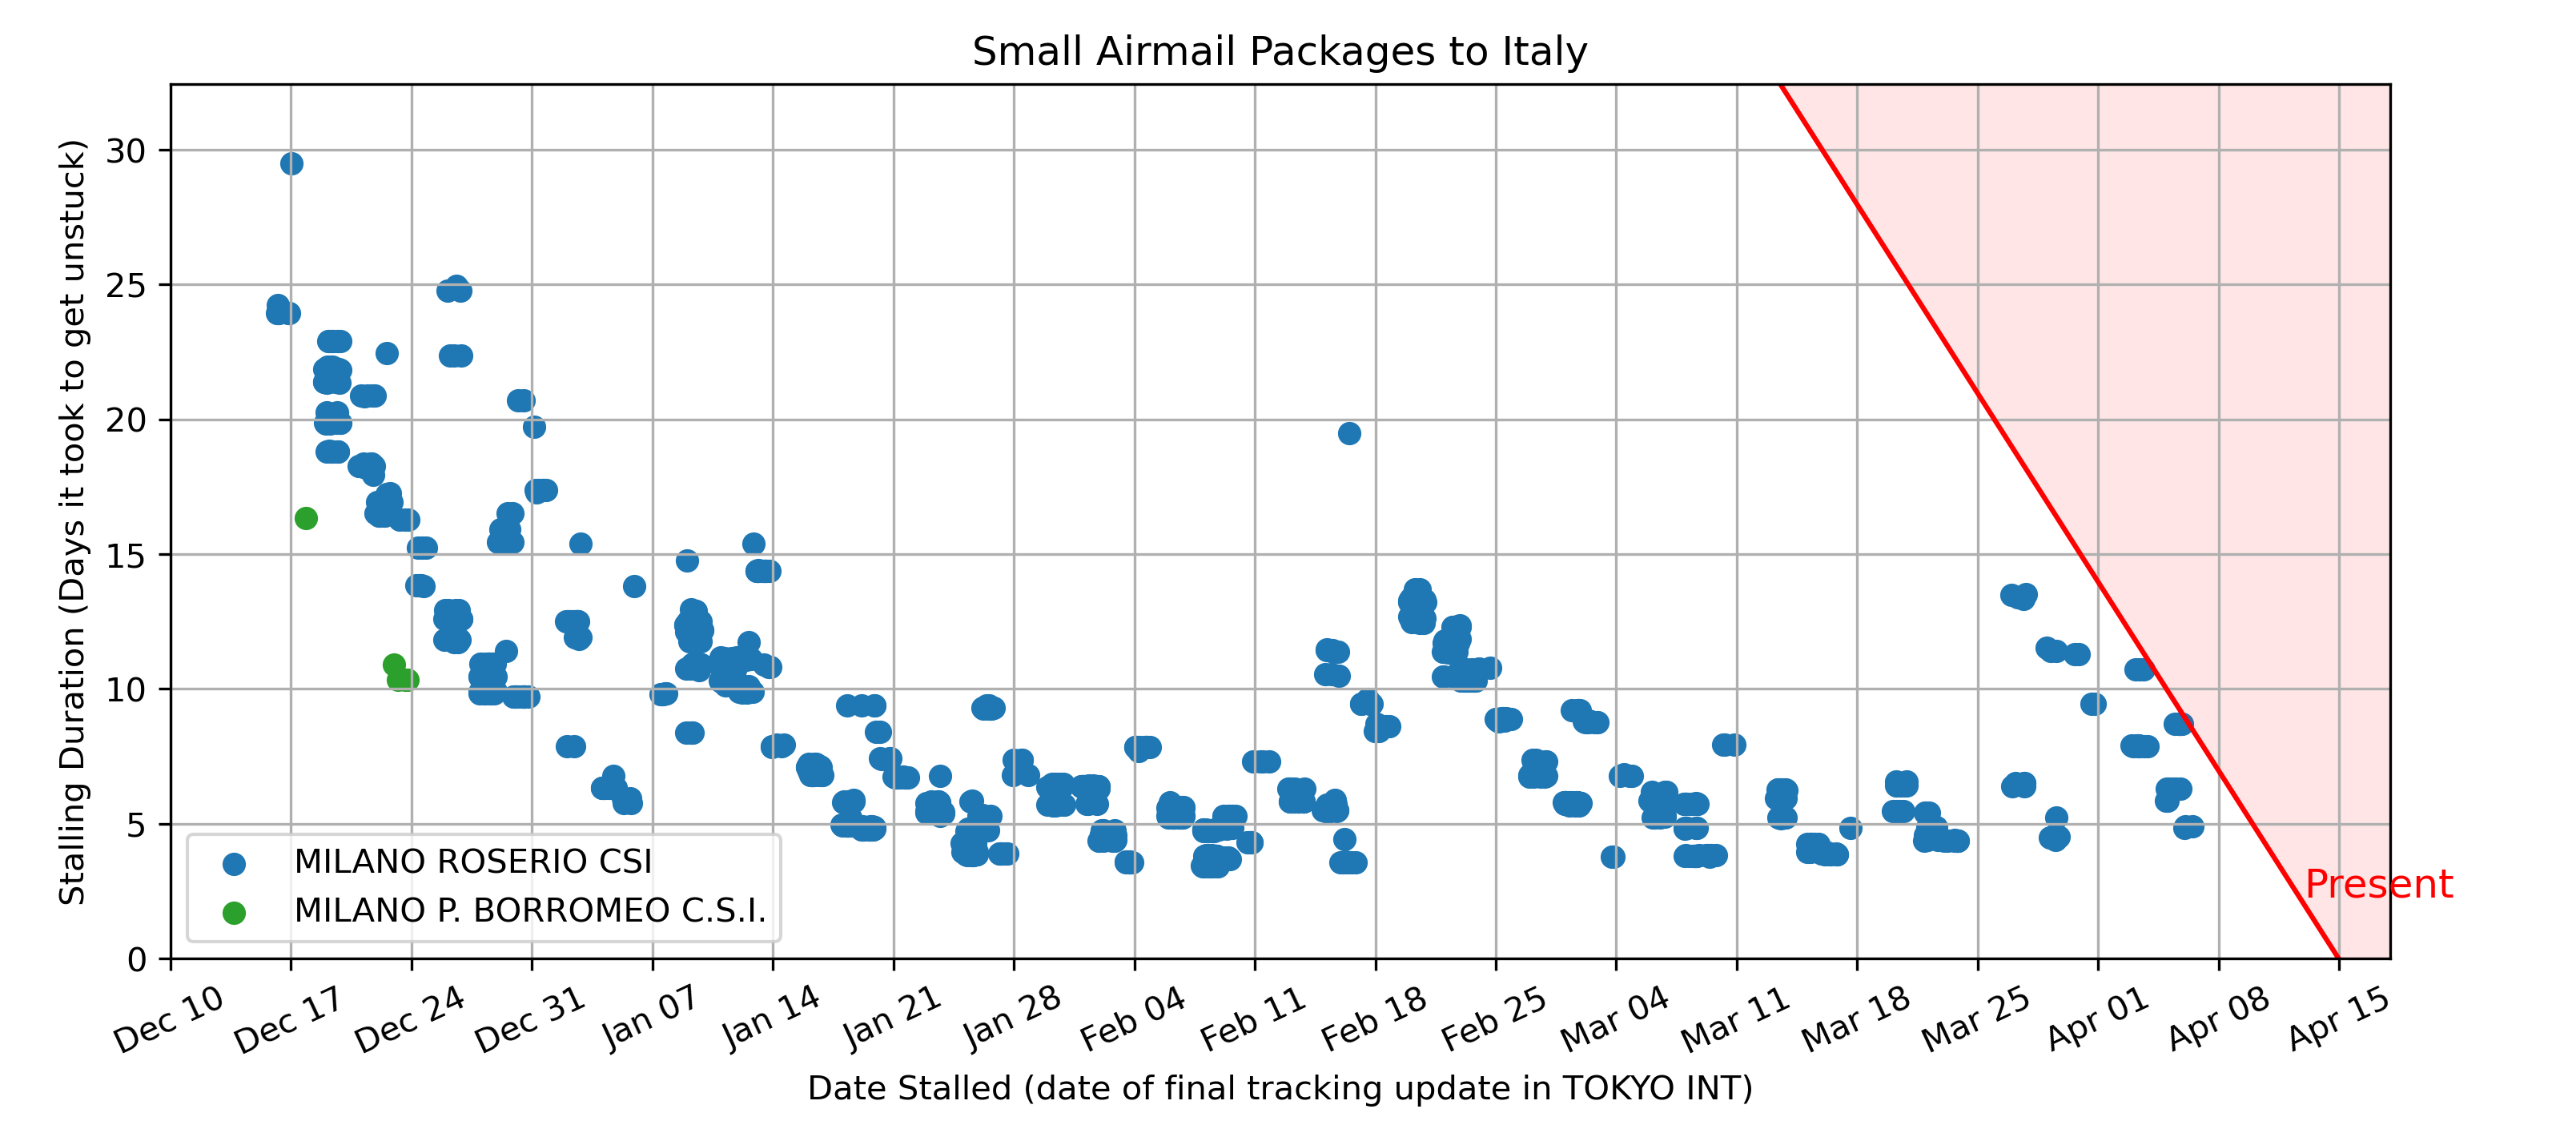 Small Airmail Packages to Italy
Stalling Duration (Days it took to get unstuck)
30
25
20
15
10
5
0
MILANO ROSERIO CSI
MILANO P. BORROMEO C.S.I.
Present
Dec 10
Dec 17
Dec 24
Dec 31
Jan 07
Jan 14
Jan 21
Jan 28
Feb 04
Feb 11
Feb 18
Feb 25
Mar 04
Mar 11
Mar 18
Mar 25
Apr 01
Apr 08
Apr 15
Date Stalled (date of final tracking update in TOKYO INT)